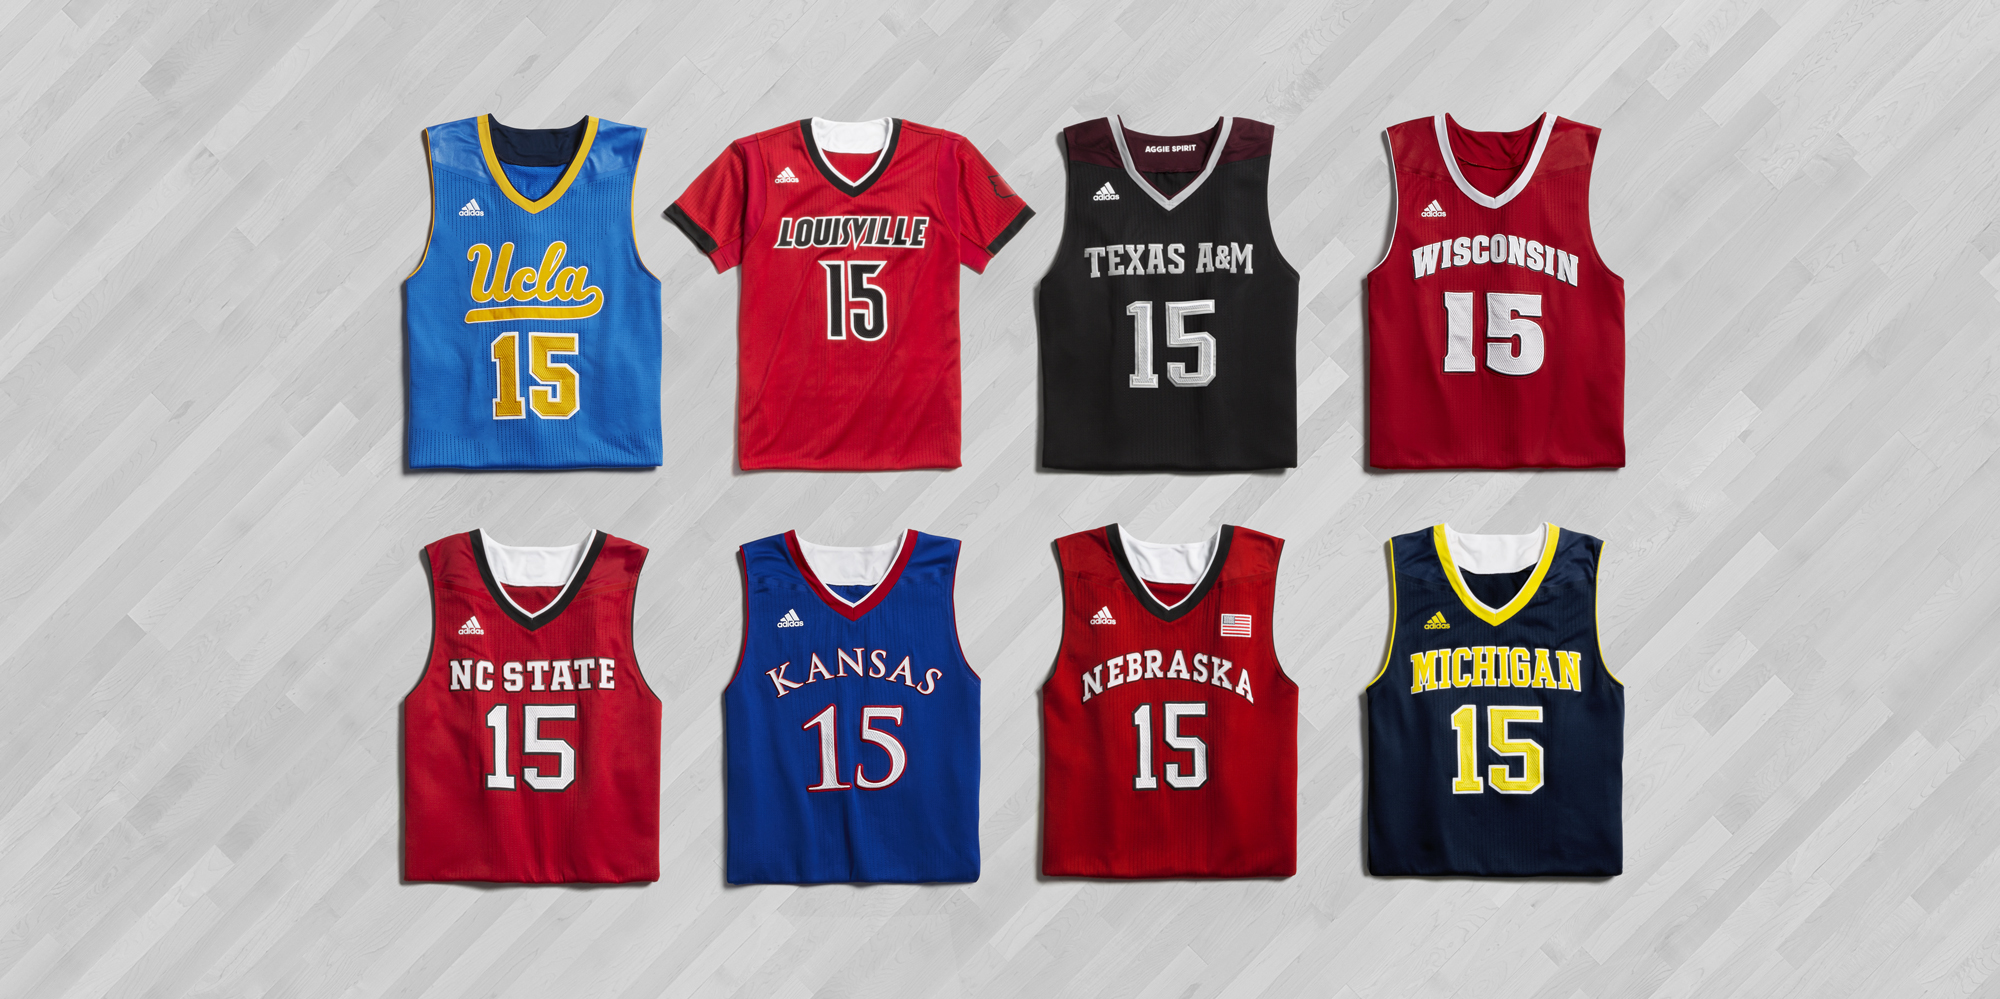 adidas
Ucla
15
adidas
LOUISVILLE
15
AGGIE SPIRIT
adidas
TEXAS A&M
15
adidas
WISCONSIN
15
adidas
NC STATE
15
adidas
KANSAS
15
adidas
NEBRASKA
15
adidas
MICHIGAN
15